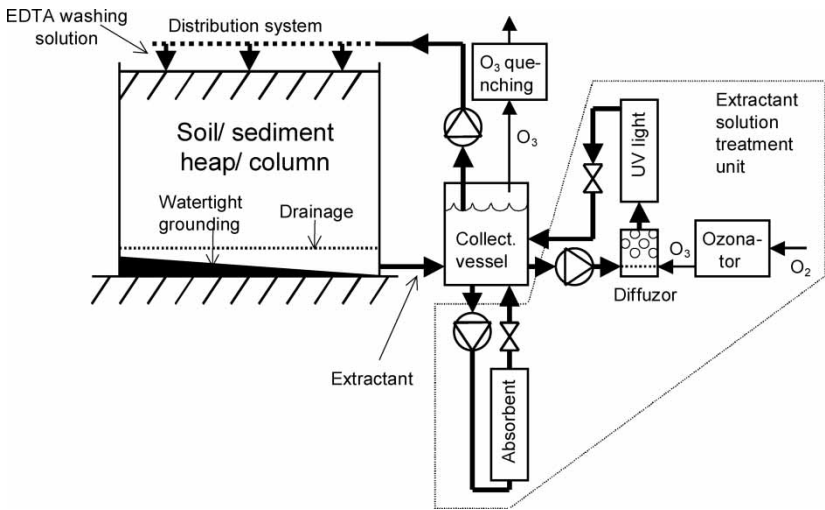 EDTA washing
solution
Distribution system
O3 que-
nching
O3
Extractant
solution
treatment
unit
UV light
Soil/ sediment
heap/ column
Watertight
grounding
Drainage
Collect.
vessel
O3
Ozona-
tor
O2
Diffuzor
Extractant
Absorbent